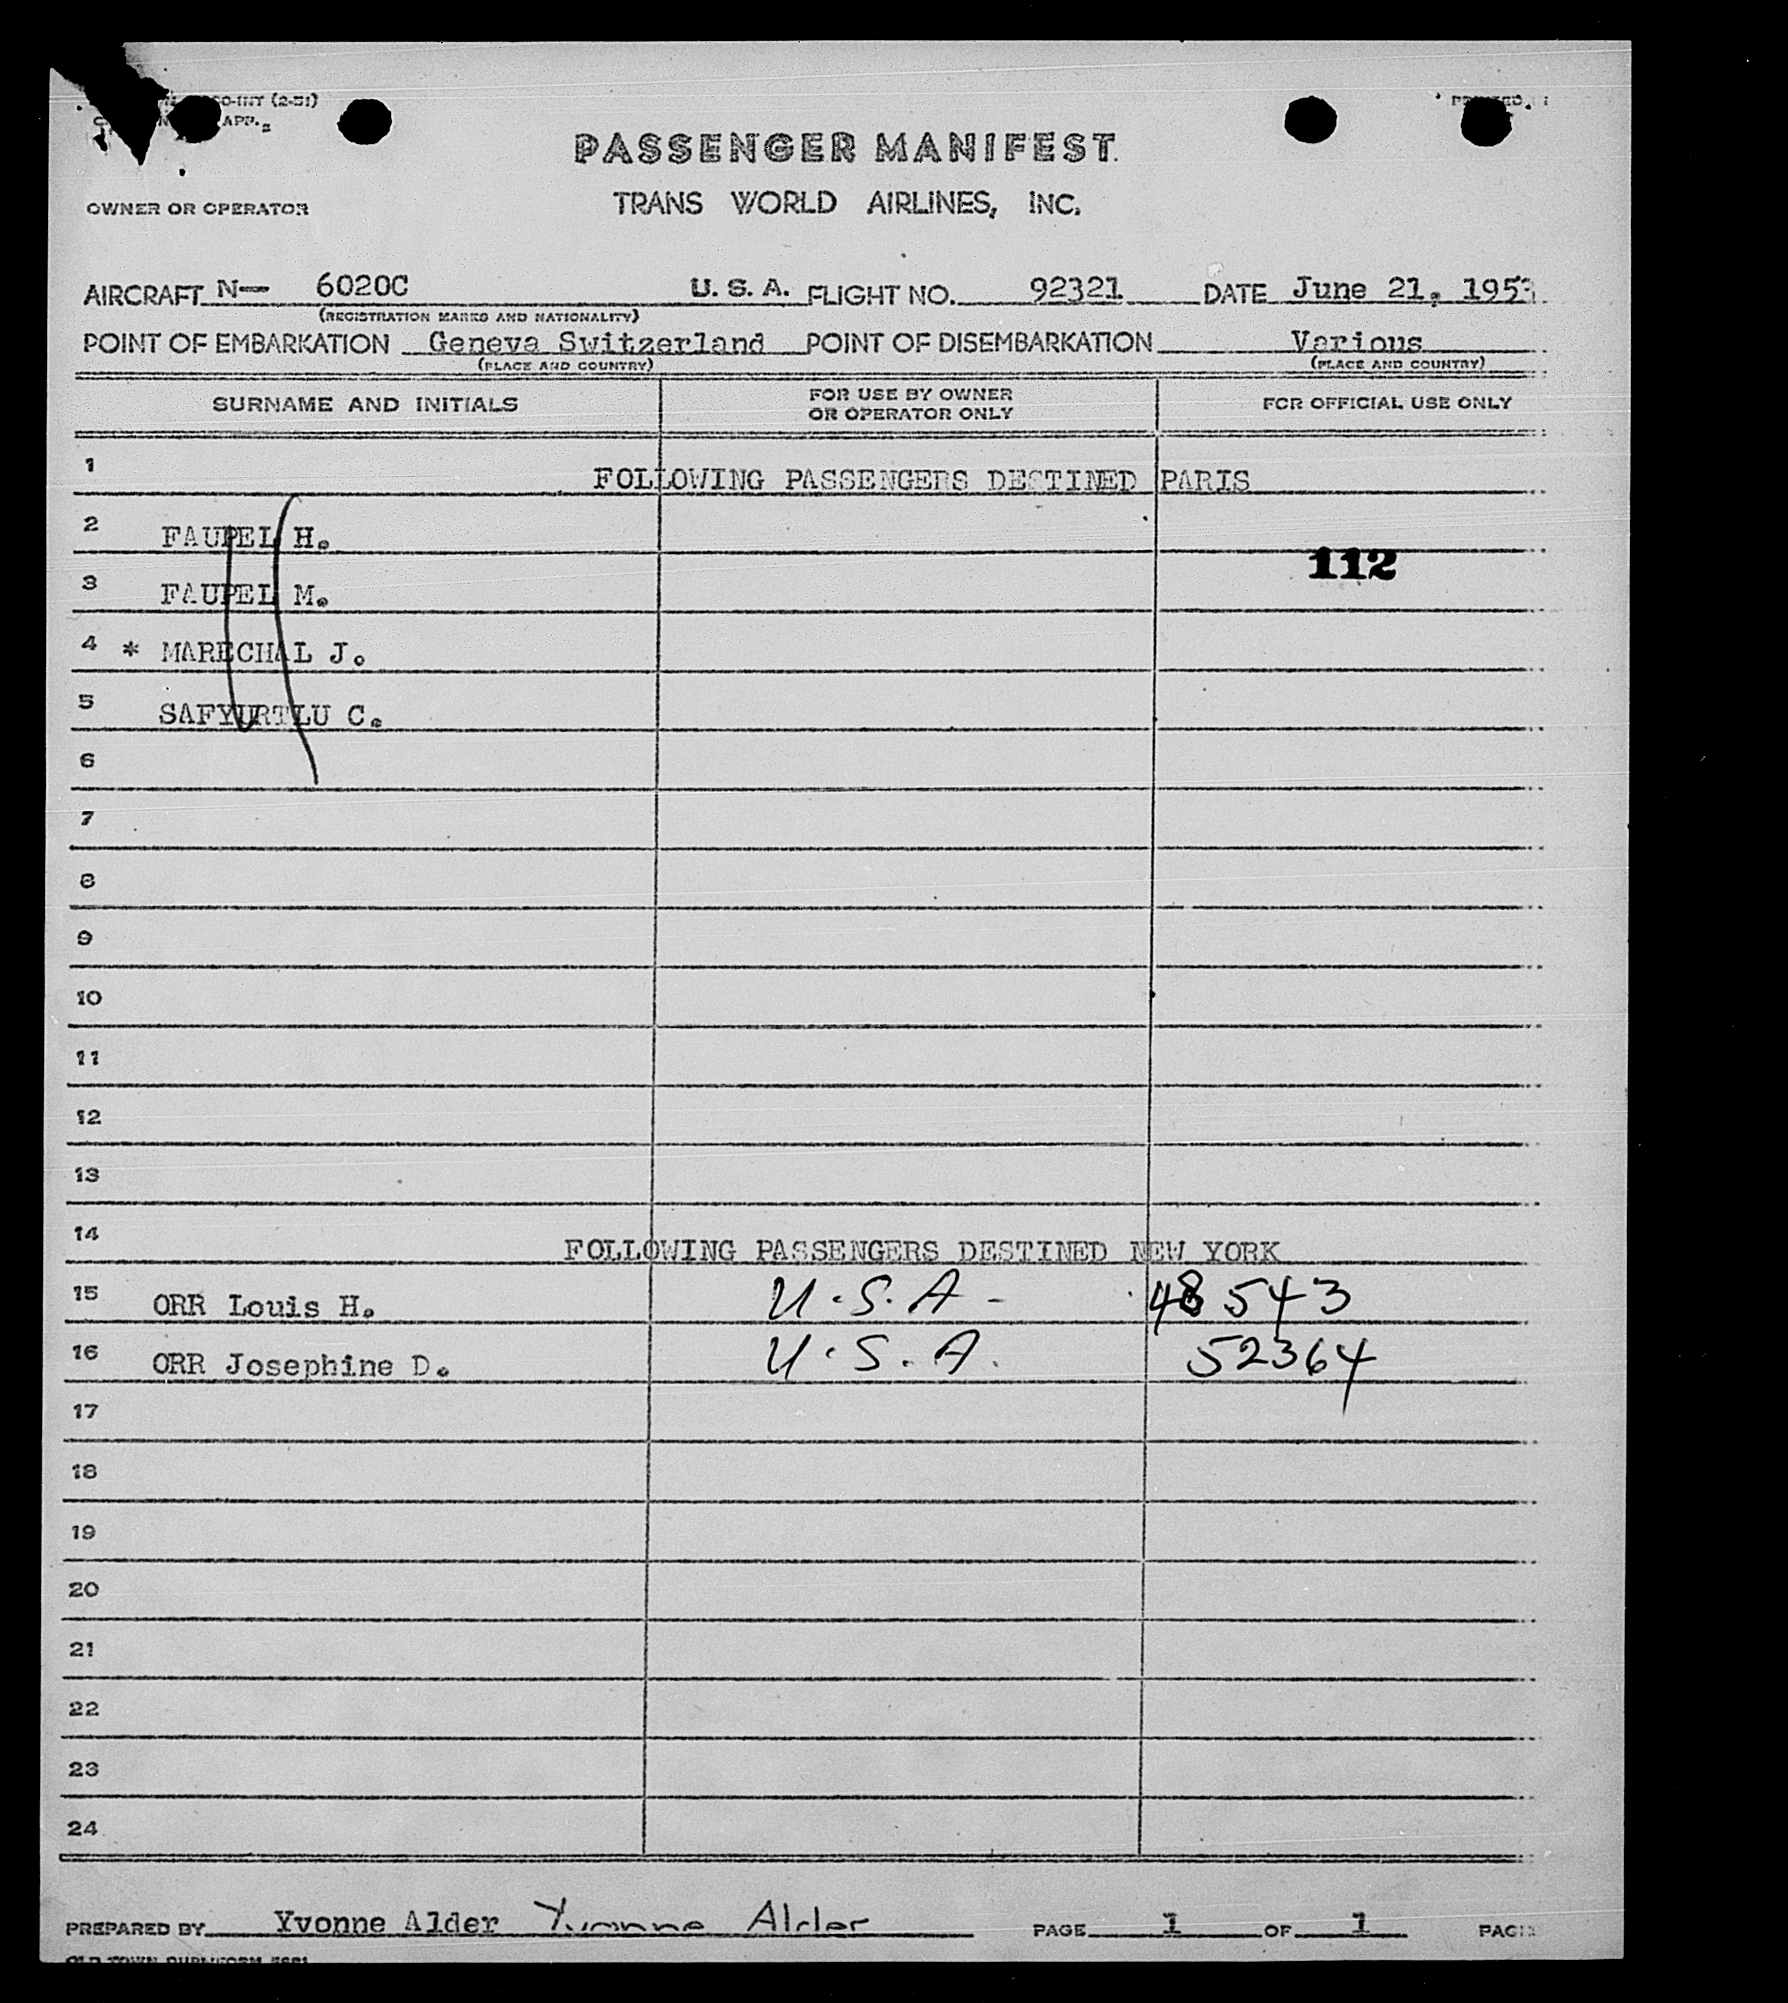 O-INT (2-51)
APP.
PASSENGER MANIFEST
OWNER OR OPERATOR TRANS WORLD AIRLINES, INC.
AIRCRAFT N— 6020C U. S. A. FLIGHT NO. 92321 DATE June 21, 1953
(REGISTRATION MARKS AND NATIONALITY)
POINT OF EMBARKATION Geneva Switzerland POINT OF DISEMBARKATION Various
(PLACE AND COUNTRY) (PLACE AND COUNTRY)
SURNAME AND INITIALS FOR USE BY OWNER OR OPERATOR ONLY FOR OFFICIAL USE ONLY
1 FOLLOWING PASSENGERS DESTINED PARIS
2 FAUPEL H.
112
3 FAUPEL M.
4 * MARECHAL J.
5 SAFYURTLU C.
6
7
8
9
10
11
12
13
14 FOLLOWING PASSENGERS DESTINED NEW YORK
15 ORR Louis H. U.S.A - 48543
16 ORR Josephine D. U.S.A. 52364
17
18
19
20
21
22
23
24
PREPARED BY Yvonne Alder Yvonne Alder PAGE 1 OF 1 PAGE